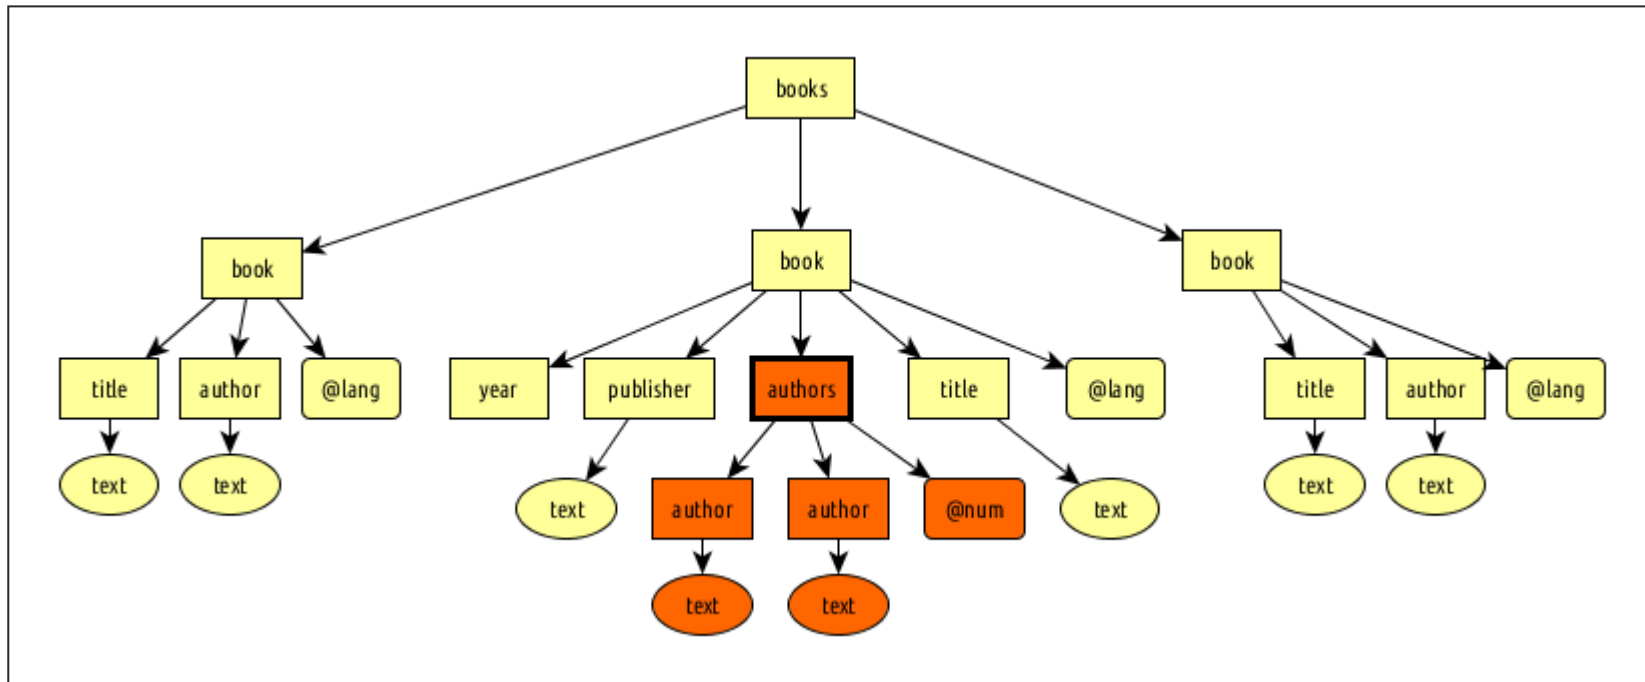 books
book
book
book
title
author
@lang
year
publisher
authors
title
@lang
title
author
@lang
text
text
text
author
author
@num
text
text
text
text
text